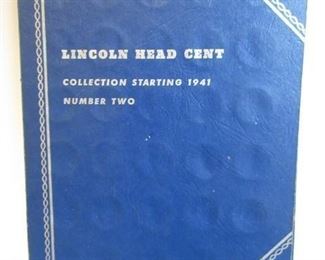 LINCOLN HEAD CENT
COLLECTION STARTING 1941
NUMBER TWO